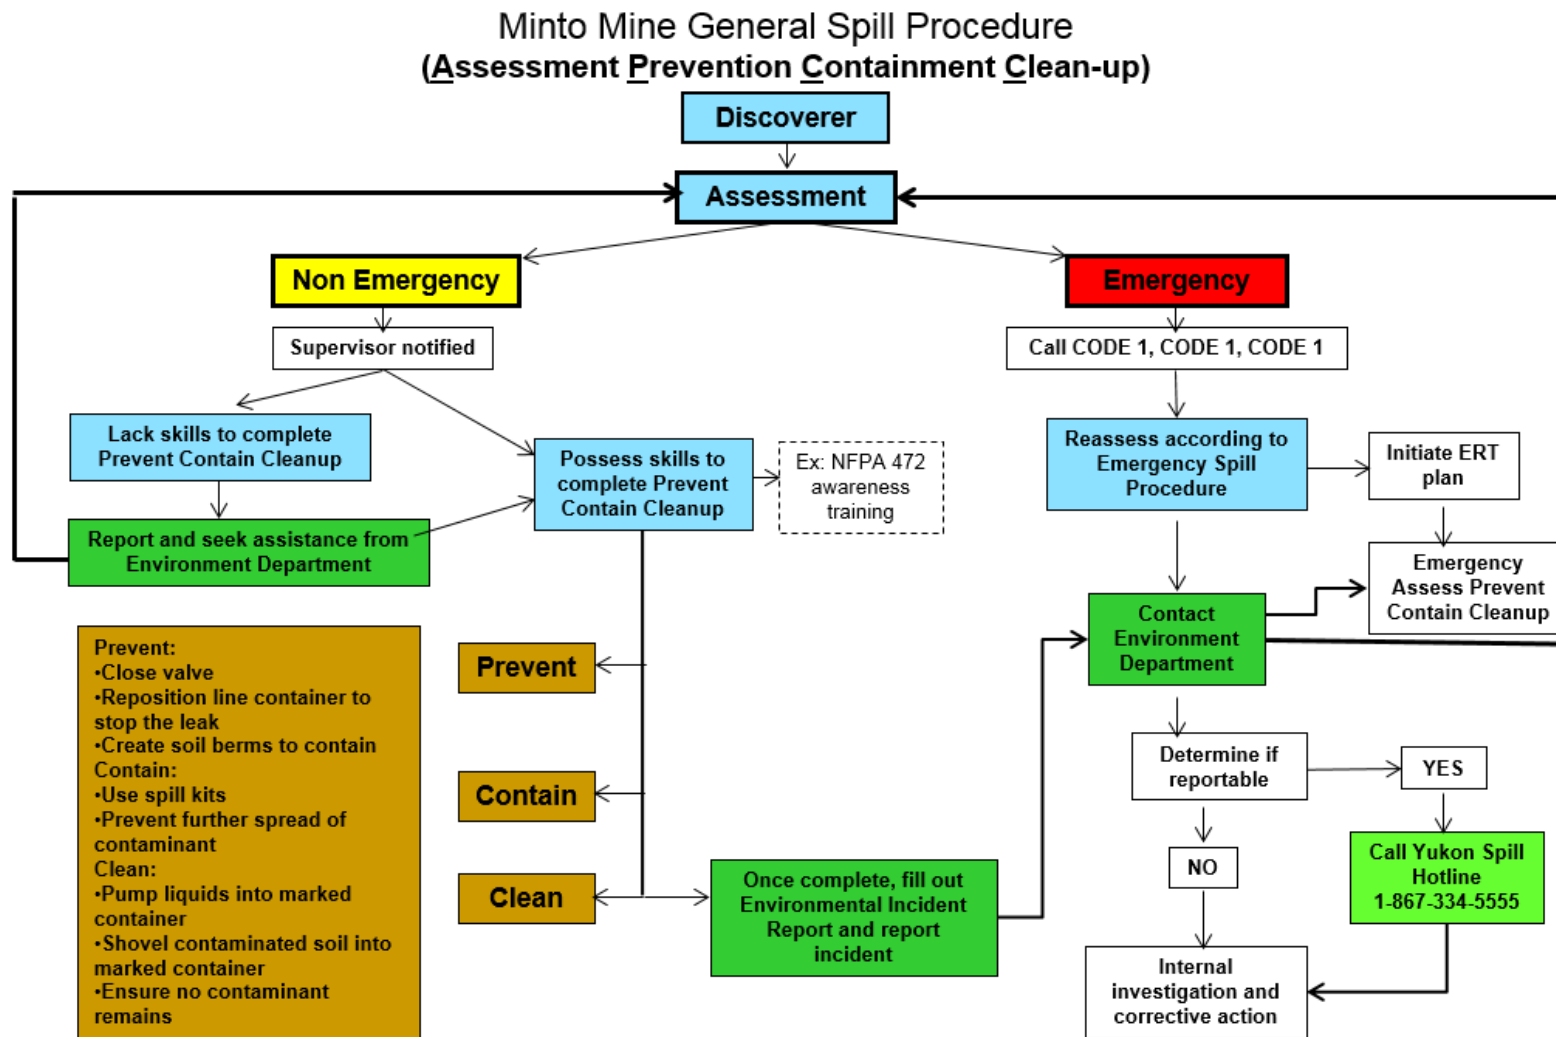 Minto Mine General Spill Procedure
(Assessment Prevention Containment Clean-up)
Discoverer
Assessment
Non Emergency
Emergency
Supervisor notified
Call CODE 1, CODE 1, CODE 1
Lack skills to complete
Prevent Contain Cleanup
Possess skills to
complete Prevent
Contain Cleanup
Ex: NFPA 472
awareness
training
Reassess according to
Emergency Spill
Procedure
Initiate ERT
plan
Report and seek assistance from
Environment Department
Emergency
Assess Prevent
Contain Cleanup
Contact
Environment
Department
Prevent:
•Close valve
•Reposition line container to
stop the leak
•Create soil berms to contain
Contain:
•Use spill kits
•Prevent further spread of
contaminant
Clean:
•Pump liquids into marked
container
•Shovel contaminated soil into
marked container
•Ensure no contaminant
remains
Prevent
Contain
Clean
Once complete, fill out
Environmental Incident
Report and report
incident
Determine if
reportable
YES
NO
Call Yukon Spill
Hotline
1-867-334-5555
Internal
investigation and
corrective action